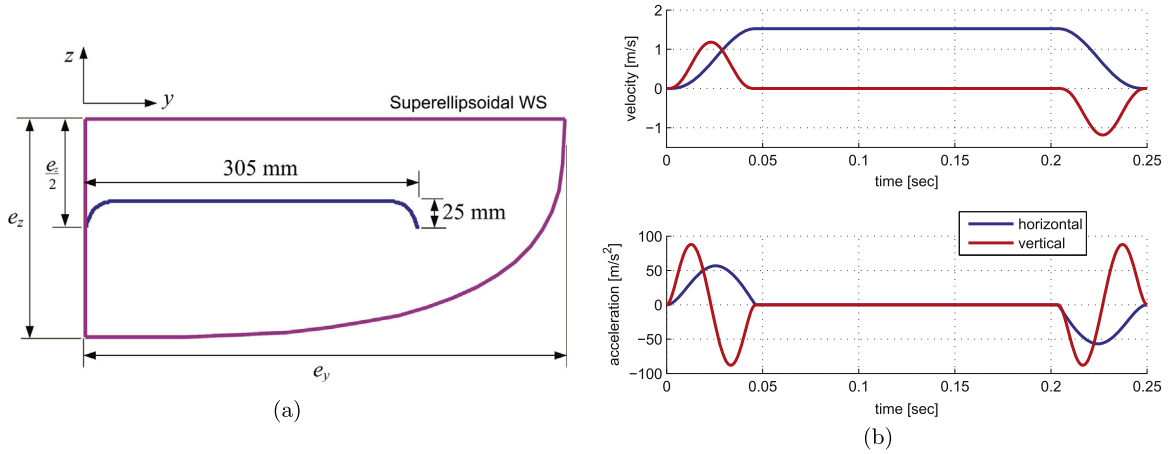 z
y
Superellipsoidal WS
e_z/2
305 mm
25 mm
e_z
e_y
(a)
2
1
0
−1
velocity [m/s]
0 0.05 0.1 0.15 0.2 0.25
time [sec]
horizontal
vertical
100
50
0
−50
−100
acceleration [m/s²]
0 0.05 0.1 0.15 0.2 0.25
time [sec]
(b)